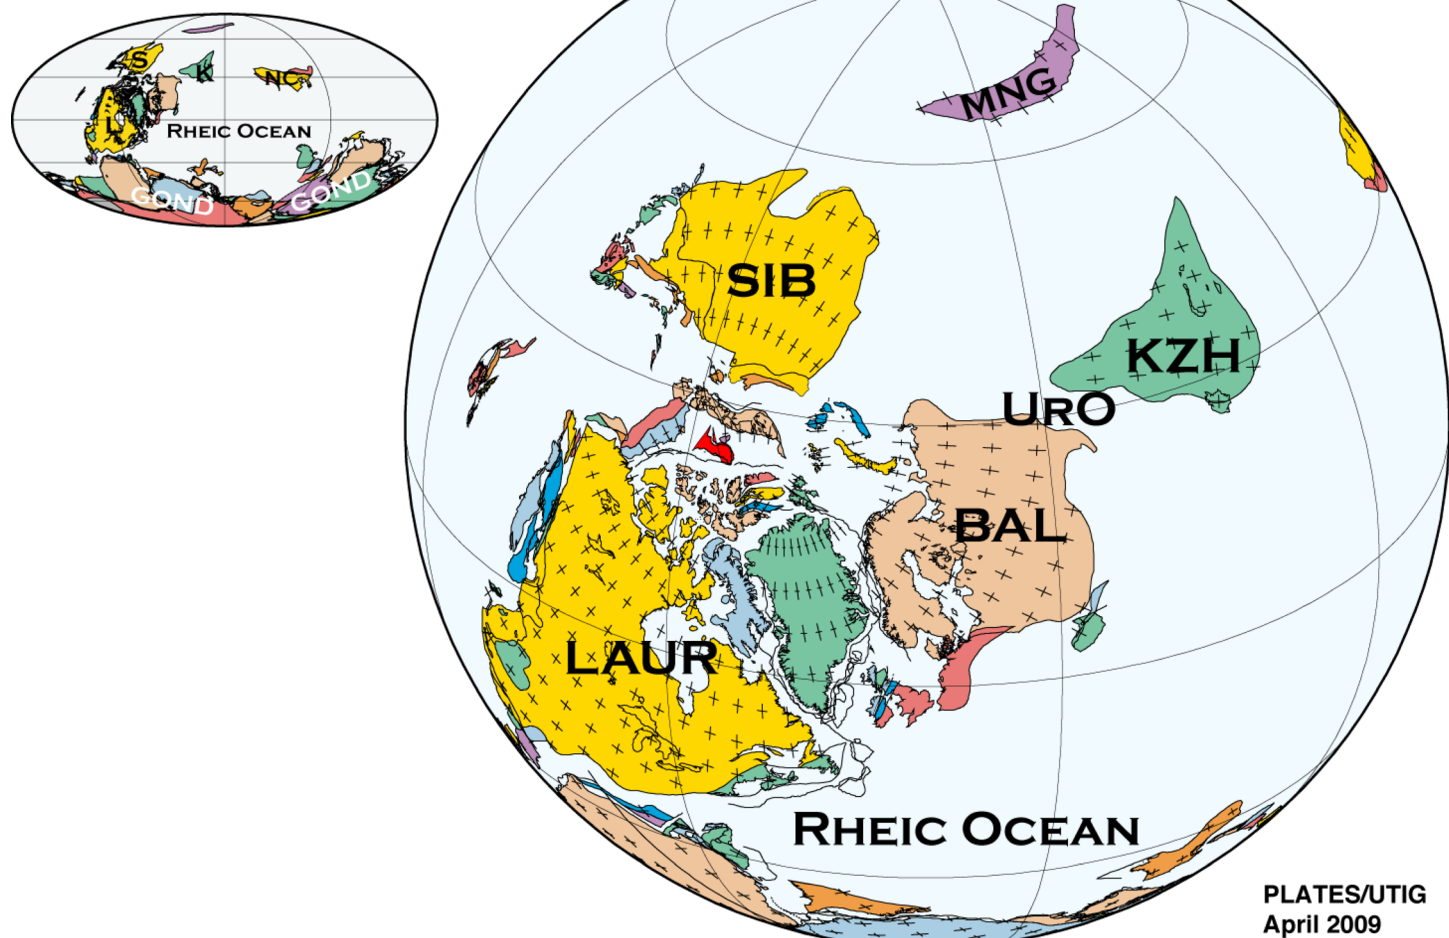 S
K
NC
L
RHEIC OCEAN
GOND
GOND
MNG
SIB
KZH
URO
BAL
LAUR
RHEIC OCEAN
PLATES/UTIG
April 2009